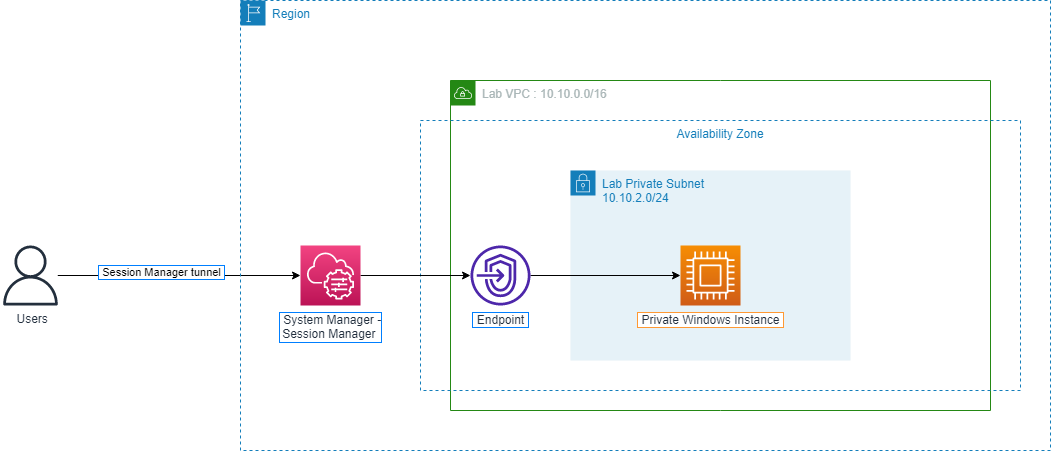 Region
Lab VPC : 10.10.0.0/16
Availability Zone
Lab Private Subnet
10.10.2.0/24
Session Manager tunnel
Users
System Manager -
Session Manager
Endpoint
Private Windows Instance